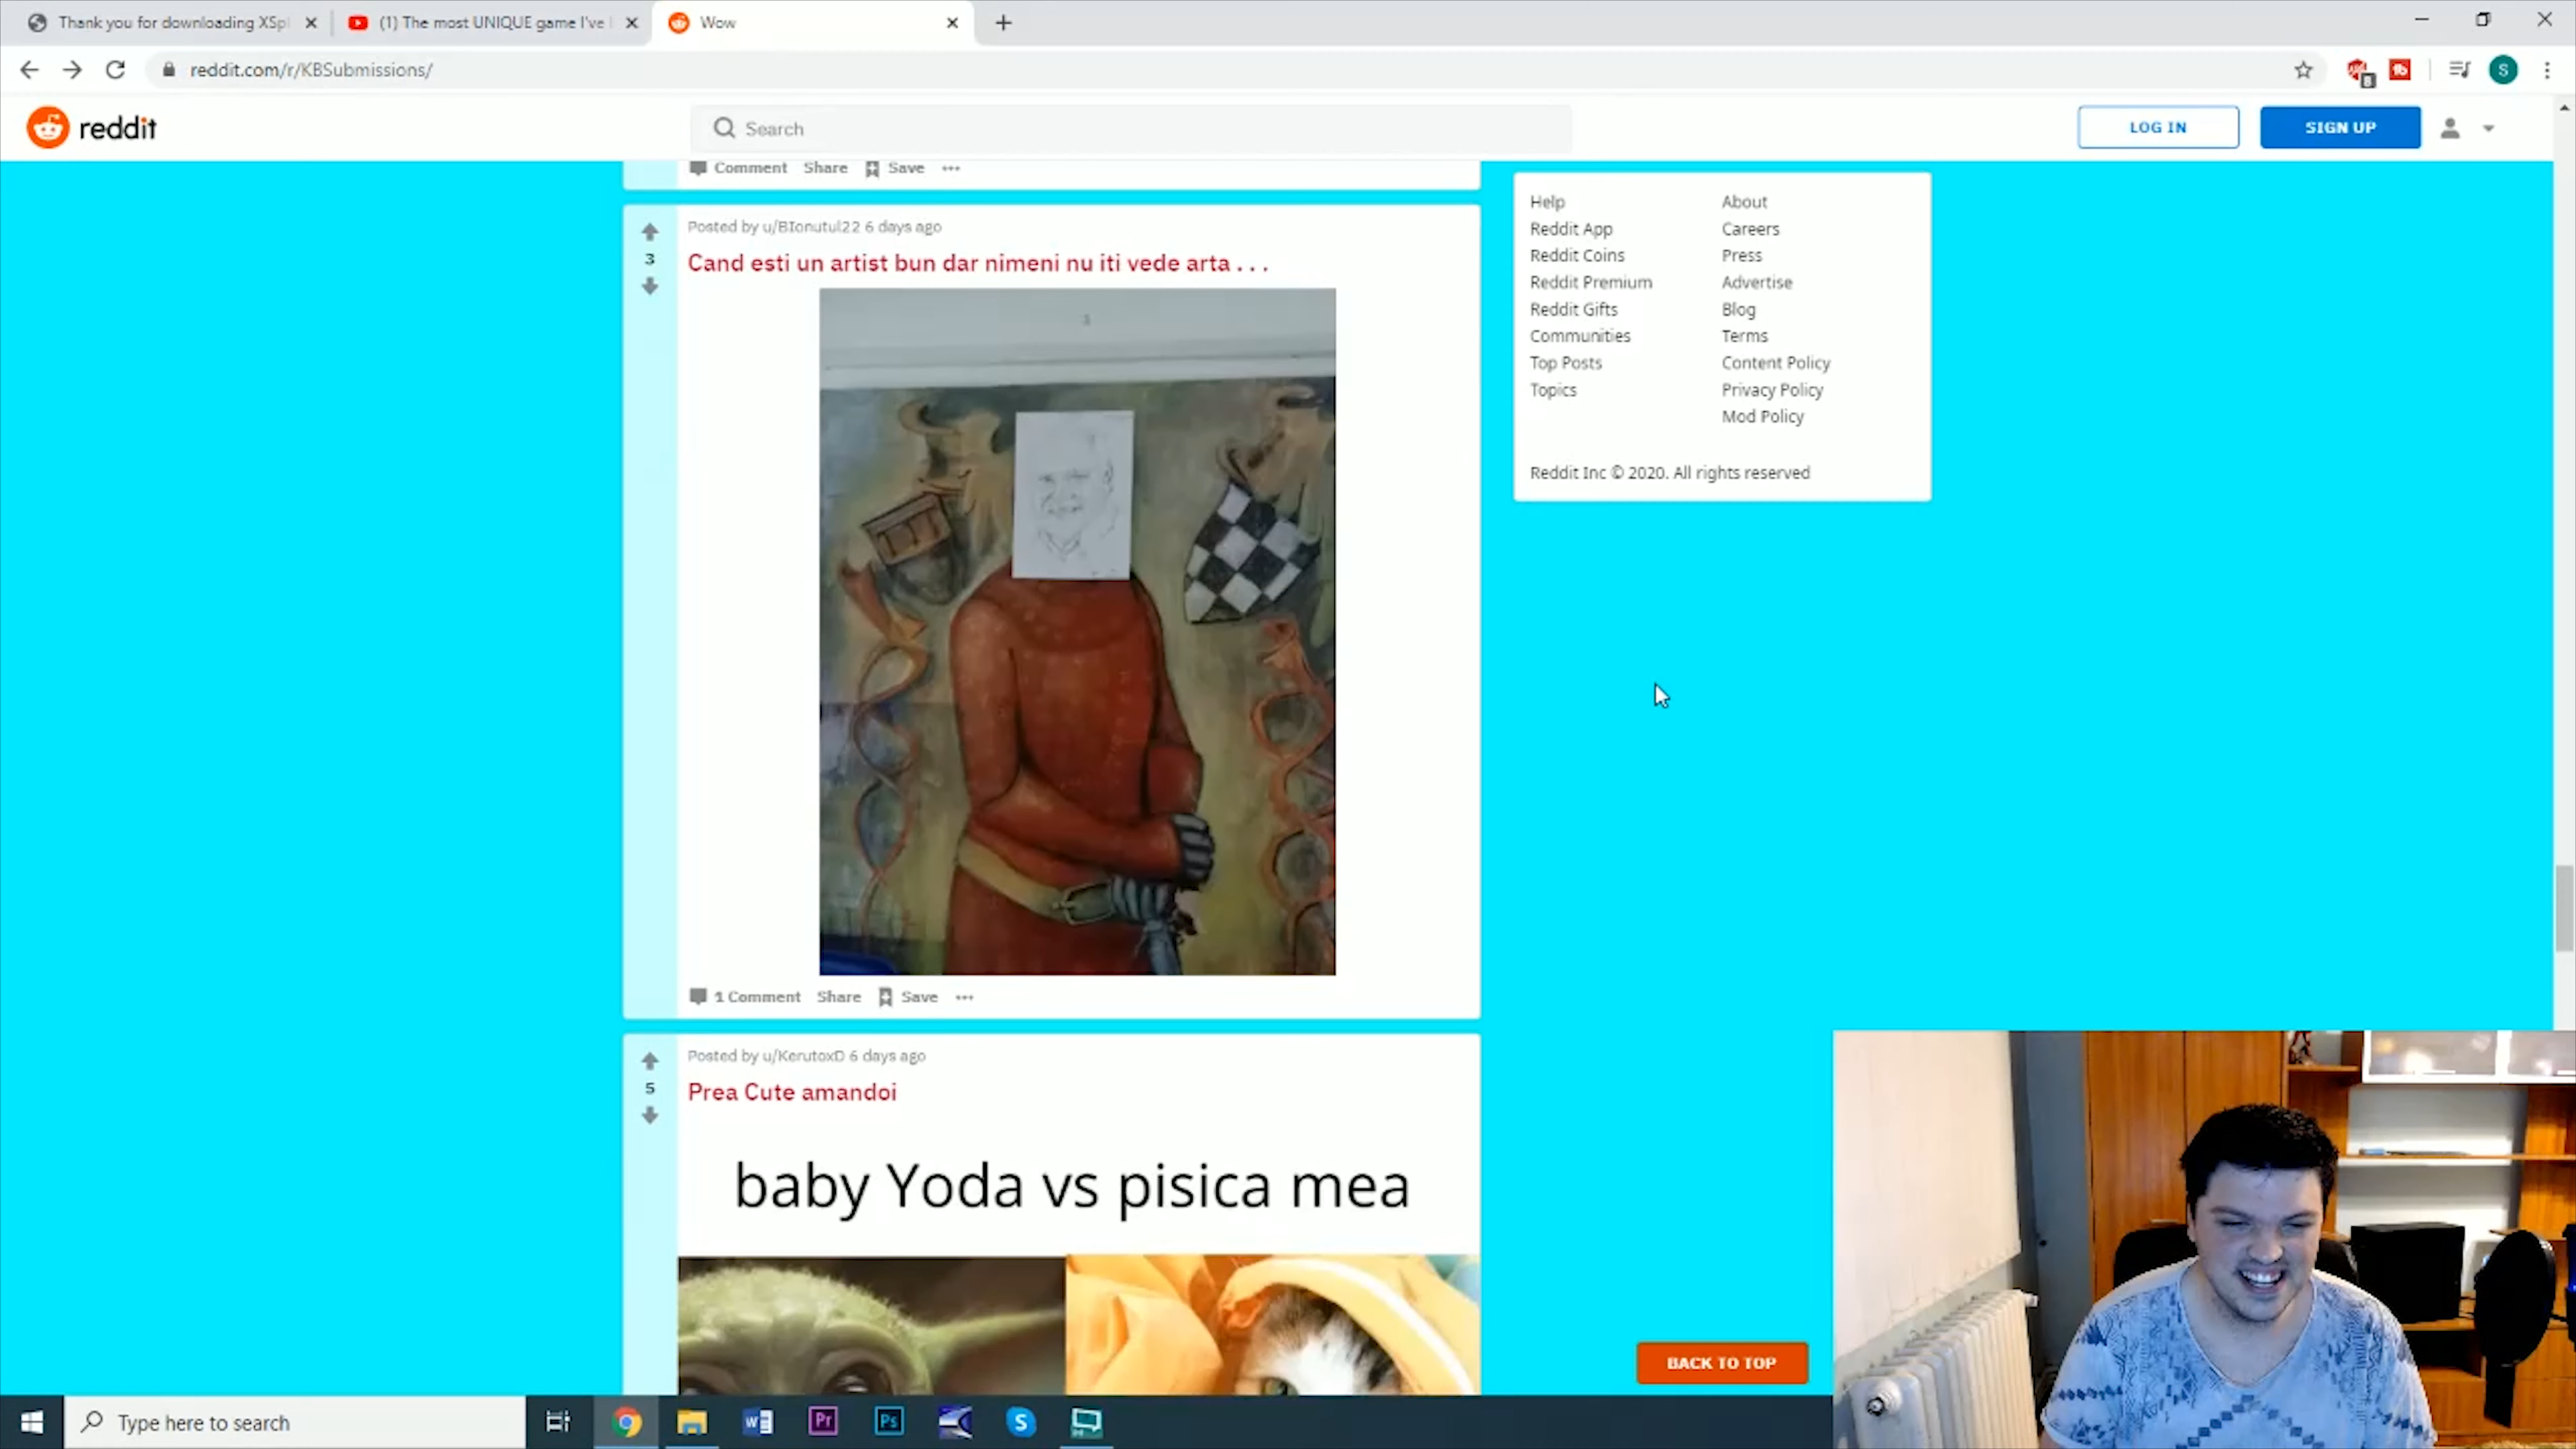 Thank you for downloading XSpl
(1) The most UNIQUE game I've
Wow
reddit.com/r/KBSubmissions/
S
reddit
Search
LOG IN
SIGN UP
Comment Share Save
Posted by u/BIonutul22 6 days ago
3
Cand esti un artist bun dar nimeni nu iti vede arta . . .
1 Comment Share Save
Posted by u/KerutoxD 6 days ago
5
Prea Cute amandoi
baby Yoda vs pisica mea
Help
Reddit App
Reddit Coins
Reddit Premium
Reddit Gifts
Communities
Top Posts
Topics
About
Careers
Press
Advertise
Blog
Terms
Content Policy
Privacy Policy
Mod Policy
Reddit Inc © 2020. All rights reserved
BACK TO TOP
Type here to search
W
Pr
Ps
S